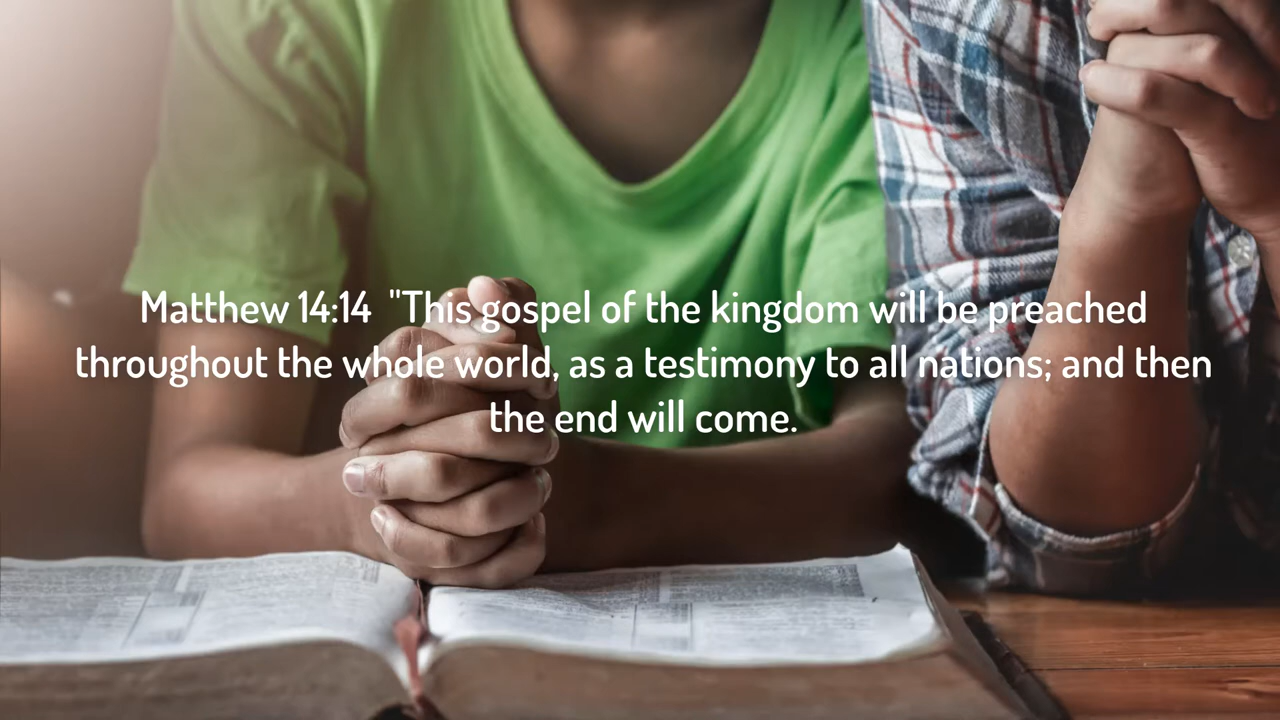 Matthew 14:14  "This gospel of the kingdom will be preached
throughout the whole world, as a testimony to all nations; and then
the end will come.